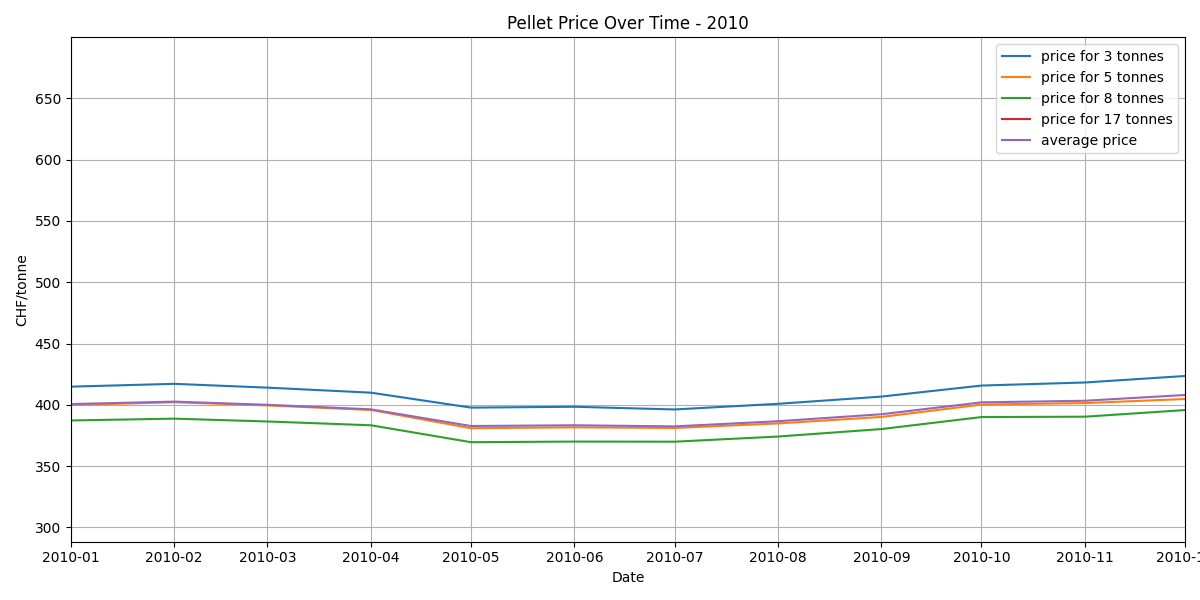 Pellet Price Over Time - 2010
price for 3 tonnes
price for 5 tonnes
price for 8 tonnes
price for 17 tonnes
average price
CHF/tonne
650
600
550
500
450
400
350
300
2010-01 2010-02 2010-03 2010-04 2010-05 2010-06 2010-07 2010-08 2010-09 2010-10 2010-11 2010-1
Date